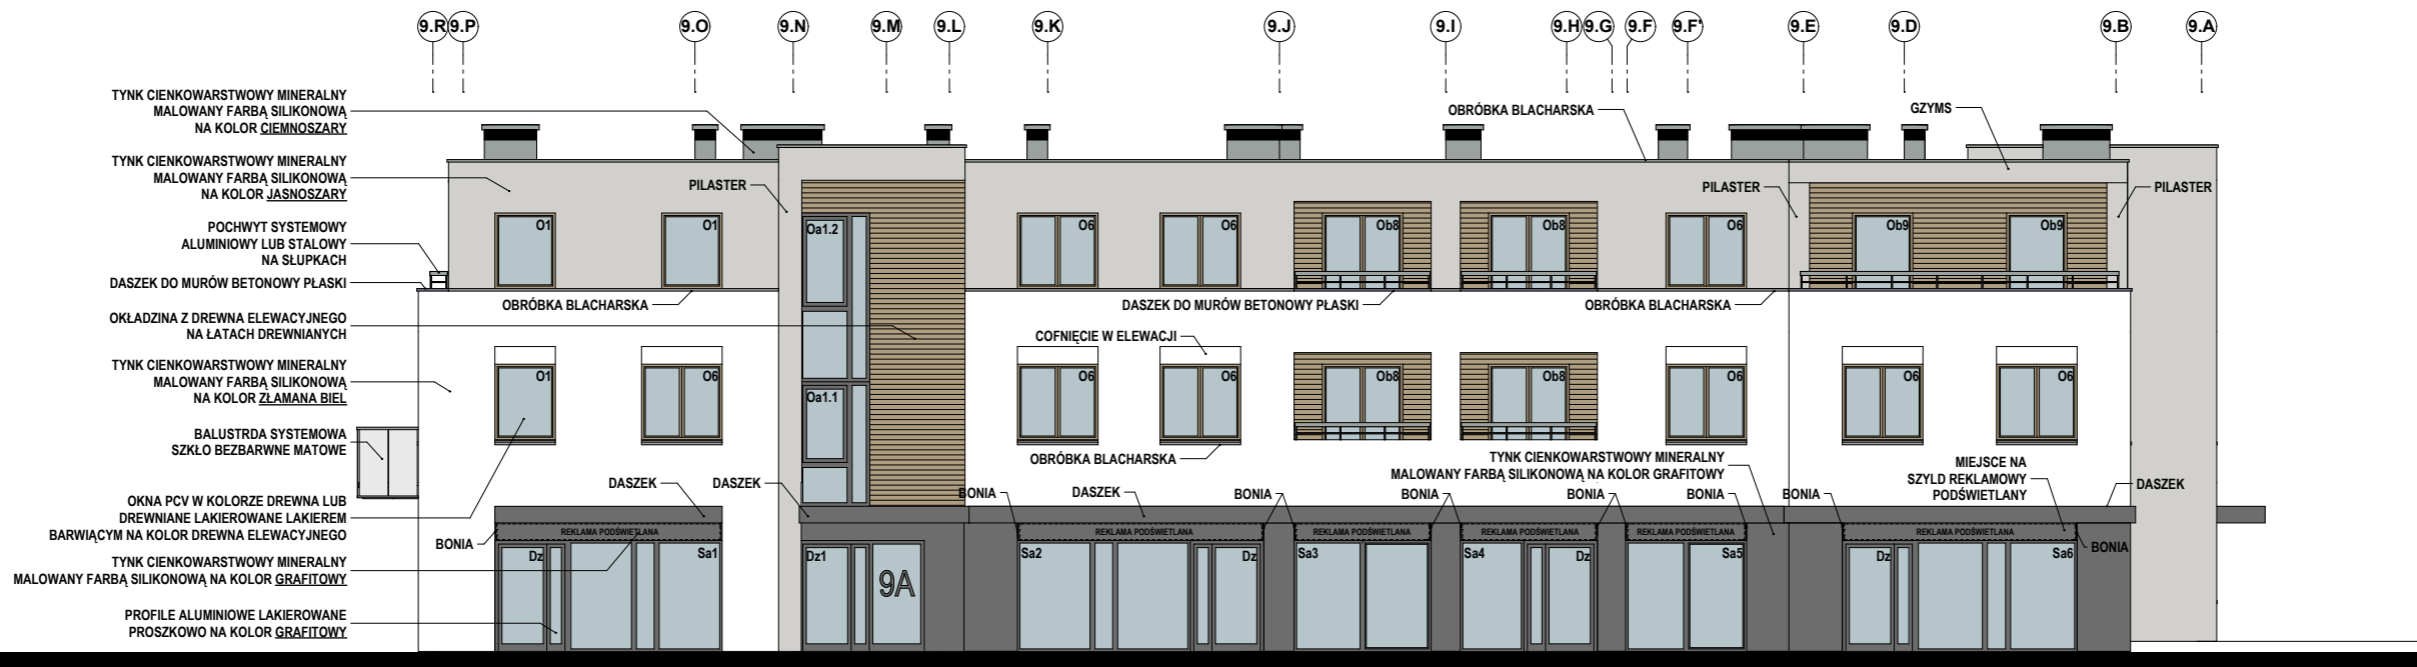 9.R 9.P 9.O 9.N 9.M 9.L 9.K 9.J 9.I 9.H 9.G 9.F 9.F' 9.E 9.D 9.B 9.A
TYNK CIENKOWARSTWOWY MINERALNY
MALOWANY FARBĄ SILIKONOWĄ
NA KOLOR CIEMNOSZARY
TYNK CIENKOWARSTWOWY MINERALNY
MALOWANY FARBĄ SILIKONOWĄ
NA KOLOR JASNOSZARY
POCHWYT SYSTEMOWY
ALUMINIOWY LUB STALOWY
NA SŁUPKACH
DASZEK DO MURÓW BETONOWY PŁASKI
OKŁADZINA Z DREWNA ELEWACYJNEGO
NA ŁATACH DREWNIANYCH
TYNK CIENKOWARSTWOWY MINERALNY
MALOWANY FARBĄ SILIKONOWĄ
NA KOLOR ZŁAMANA BIEL
BALUSTRDA SYSTEMOWA
SZKŁO BEZBARWNE MATOWE
OKNA PCV W KOLORZE DREWNA LUB
DREWNIANE LAKIEROWANE LAKIEREM
BARWIĄCYM NA KOLOR DREWNA ELEWACYJNEGO
TYNK CIENKOWARSTWOWY MINERALNY
MALOWANY FARBĄ SILIKONOWĄ NA KOLOR GRAFITOWY
PROFILE ALUMINIOWE LAKIEROWANE
PROSZKOWO NA KOLOR GRAFITOWY
OBRÓBKA BLACHARSKA
GZYMS
PILASTER
PILASTER
PILASTER
O1 O1 Oa1.2 O6 O6 Ob8 Ob8 O6 Ob9 Ob9
OBRÓBKA BLACHARSKA
DASZEK DO MURÓW BETONOWY PŁASKI
OBRÓBKA BLACHARSKA
COFNIĘCIE W ELEWACJI
O1 O6 Oa1.1 O6 O6 Ob8 Ob8 O6 O6 O6
OBRÓBKA BLACHARSKA
TYNK CIENKOWARSTWOWY MINERALNY
MALOWANY FARBĄ SILIKONOWĄ NA KOLOR GRAFITOWY
MIEJSCE NA
SZYLD REKLAMOWY
PODŚWIETLANY
DASZEK DASZEK BONIA DASZEK BONIA BONIA BONIA BONIA BONIA DASZEK
REKLAMA PODŚWIETLANA REKLAMA PODŚWIETLANA REKLAMA PODŚWIETLANA REKLAMA PODŚWIETLANA REKLAMA PODŚWIETLANA REKLAMA PODŚWIETLANA
BONIA BONIA
Dz Sa1 Dz1 Sa2 Dz Sa3 Sa4 Dz Sa5 Dz Sa6
9A